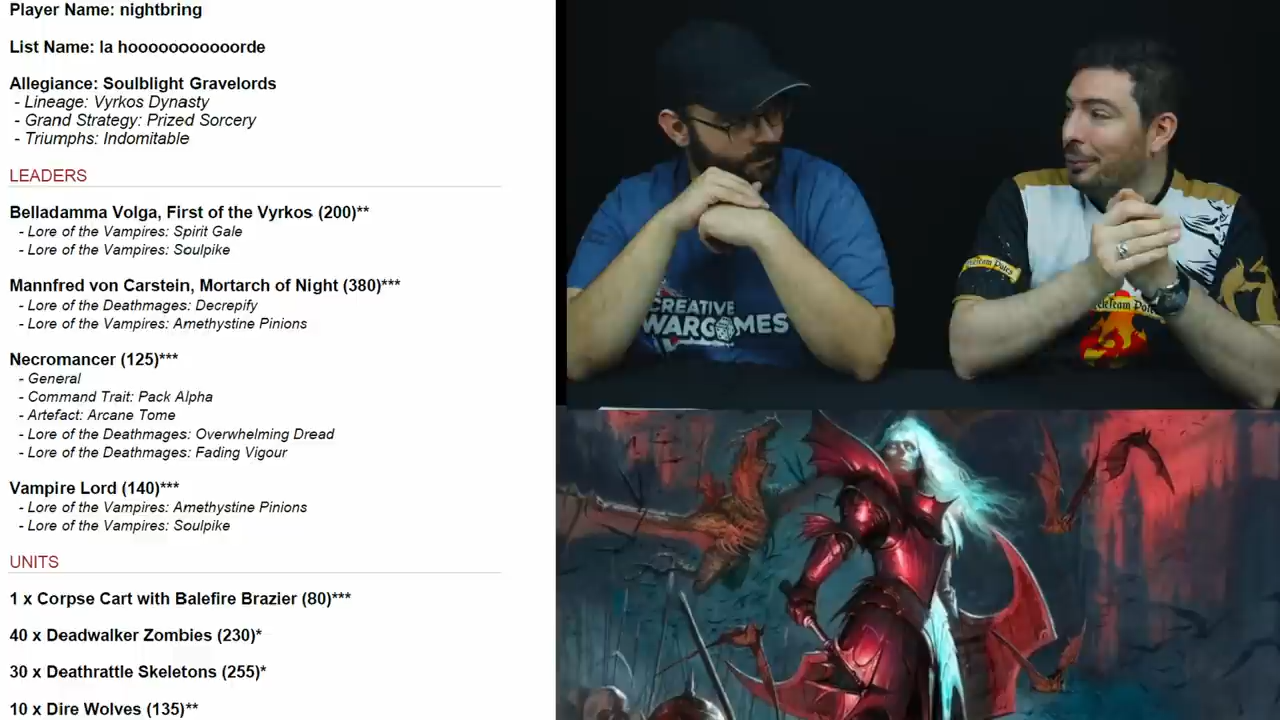 Player Name: nightbring
List Name: la hooooooooooorde
Allegiance: Soulblight Gravelords
- Lineage: Vyrkos Dynasty
- Grand Strategy: Prized Sorcery
- Triumphs: Indomitable
LEADERS
Belladamma Volga, First of the Vyrkos (200)**
- Lore of the Vampires: Spirit Gale
- Lore of the Vampires: Soulpike
Mannfred von Carstein, Mortarch of Night (380)***
- Lore of the Deathmages: Decrepify
- Lore of the Vampires: Amethystine Pinions
Necromancer (125)***
- General
- Command Trait: Pack Alpha
- Artefact: Arcane Tome
- Lore of the Deathmages: Overwhelming Dread
- Lore of the Deathmages: Fading Vigour
Vampire Lord (140)***
- Lore of the Vampires: Amethystine Pinions
- Lore of the Vampires: Soulpike
UNITS
1 x Corpse Cart with Balefire Brazier (80)***
40 x Deadwalker Zombies (230)*
30 x Deathrattle Skeletons (255)*
10 x Dire Wolves (135)**
CREATIVE
WARGAMES